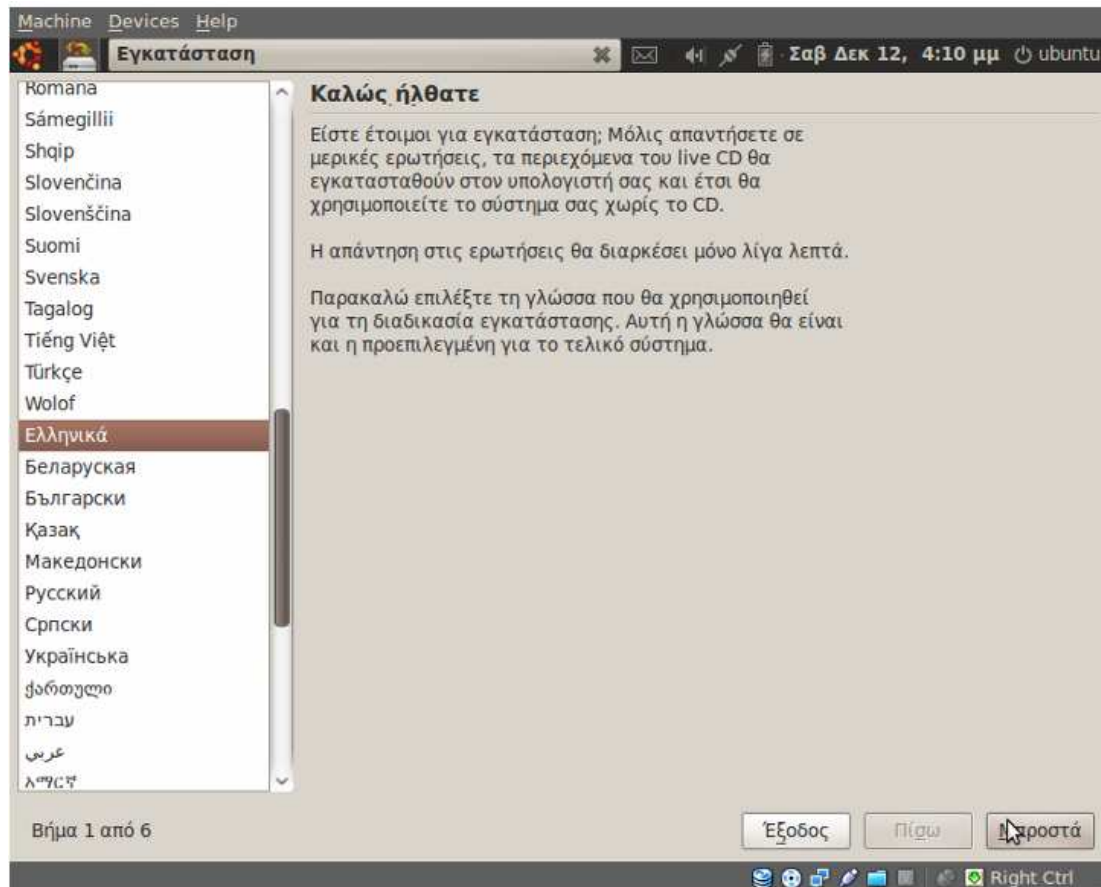 Machine Devices Help
Εγκατάσταση
Σαβ Δεκ 12, 4:10 μμ ubuntu
Romana
Sámegillii
Shqip
Slovenčina
Slovenščina
Suomi
Svenska
Tagalog
Tiếng Việt
Türkçe
Wolof
Ελληνικά
Беларуская
Български
Қазақ
Македонски
Русский
Српски
Українська
ქართული
עברית
عربي
አማርኛ
Καλώς ήλθατε
Είστε έτοιμοι για εγκατάσταση; Μόλις απαντήσετε σε
μερικές ερωτήσεις, τα περιεχόμενα του live CD θα
εγκατασταθούν στον υπολογιστή σας και έτσι θα
χρησιμοποιείτε το σύστημα σας χωρίς το CD.
Η απάντηση στις ερωτήσεις θα διαρκέσει μόνο λίγα λεπτά.
Παρακαλώ επιλέξτε τη γλώσσα που θα χρησιμοποιηθεί
για τη διαδικασία εγκατάστασης. Αυτή η γλώσσα θα είναι
και η προεπιλεγμένη για το τελικό σύστημα.
Βήμα 1 από 6
Έξοδος Πίσω Μπροστά
Right Ctrl